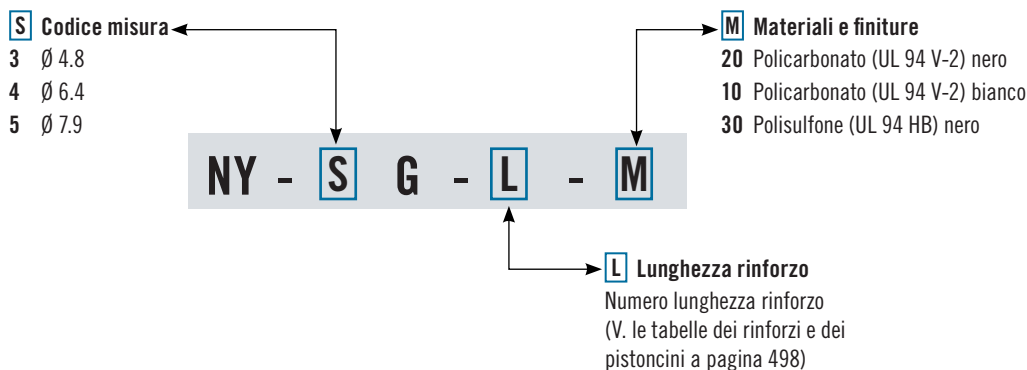 S Codice misura
3 Ø 4.8
4 Ø 6.4
5 Ø 7.9
M Materiali e finiture
20 Policarbonato (UL 94 V-2) nero
10 Policarbonato (UL 94 V-2) bianco
30 Polisulfone (UL 94 HB) nero
NY - S G - L - M
L Lunghezza rinforzo
Numero lunghezza rinforzo
(V. le tabelle dei rinforzi e dei
pistoncini a pagina 498)